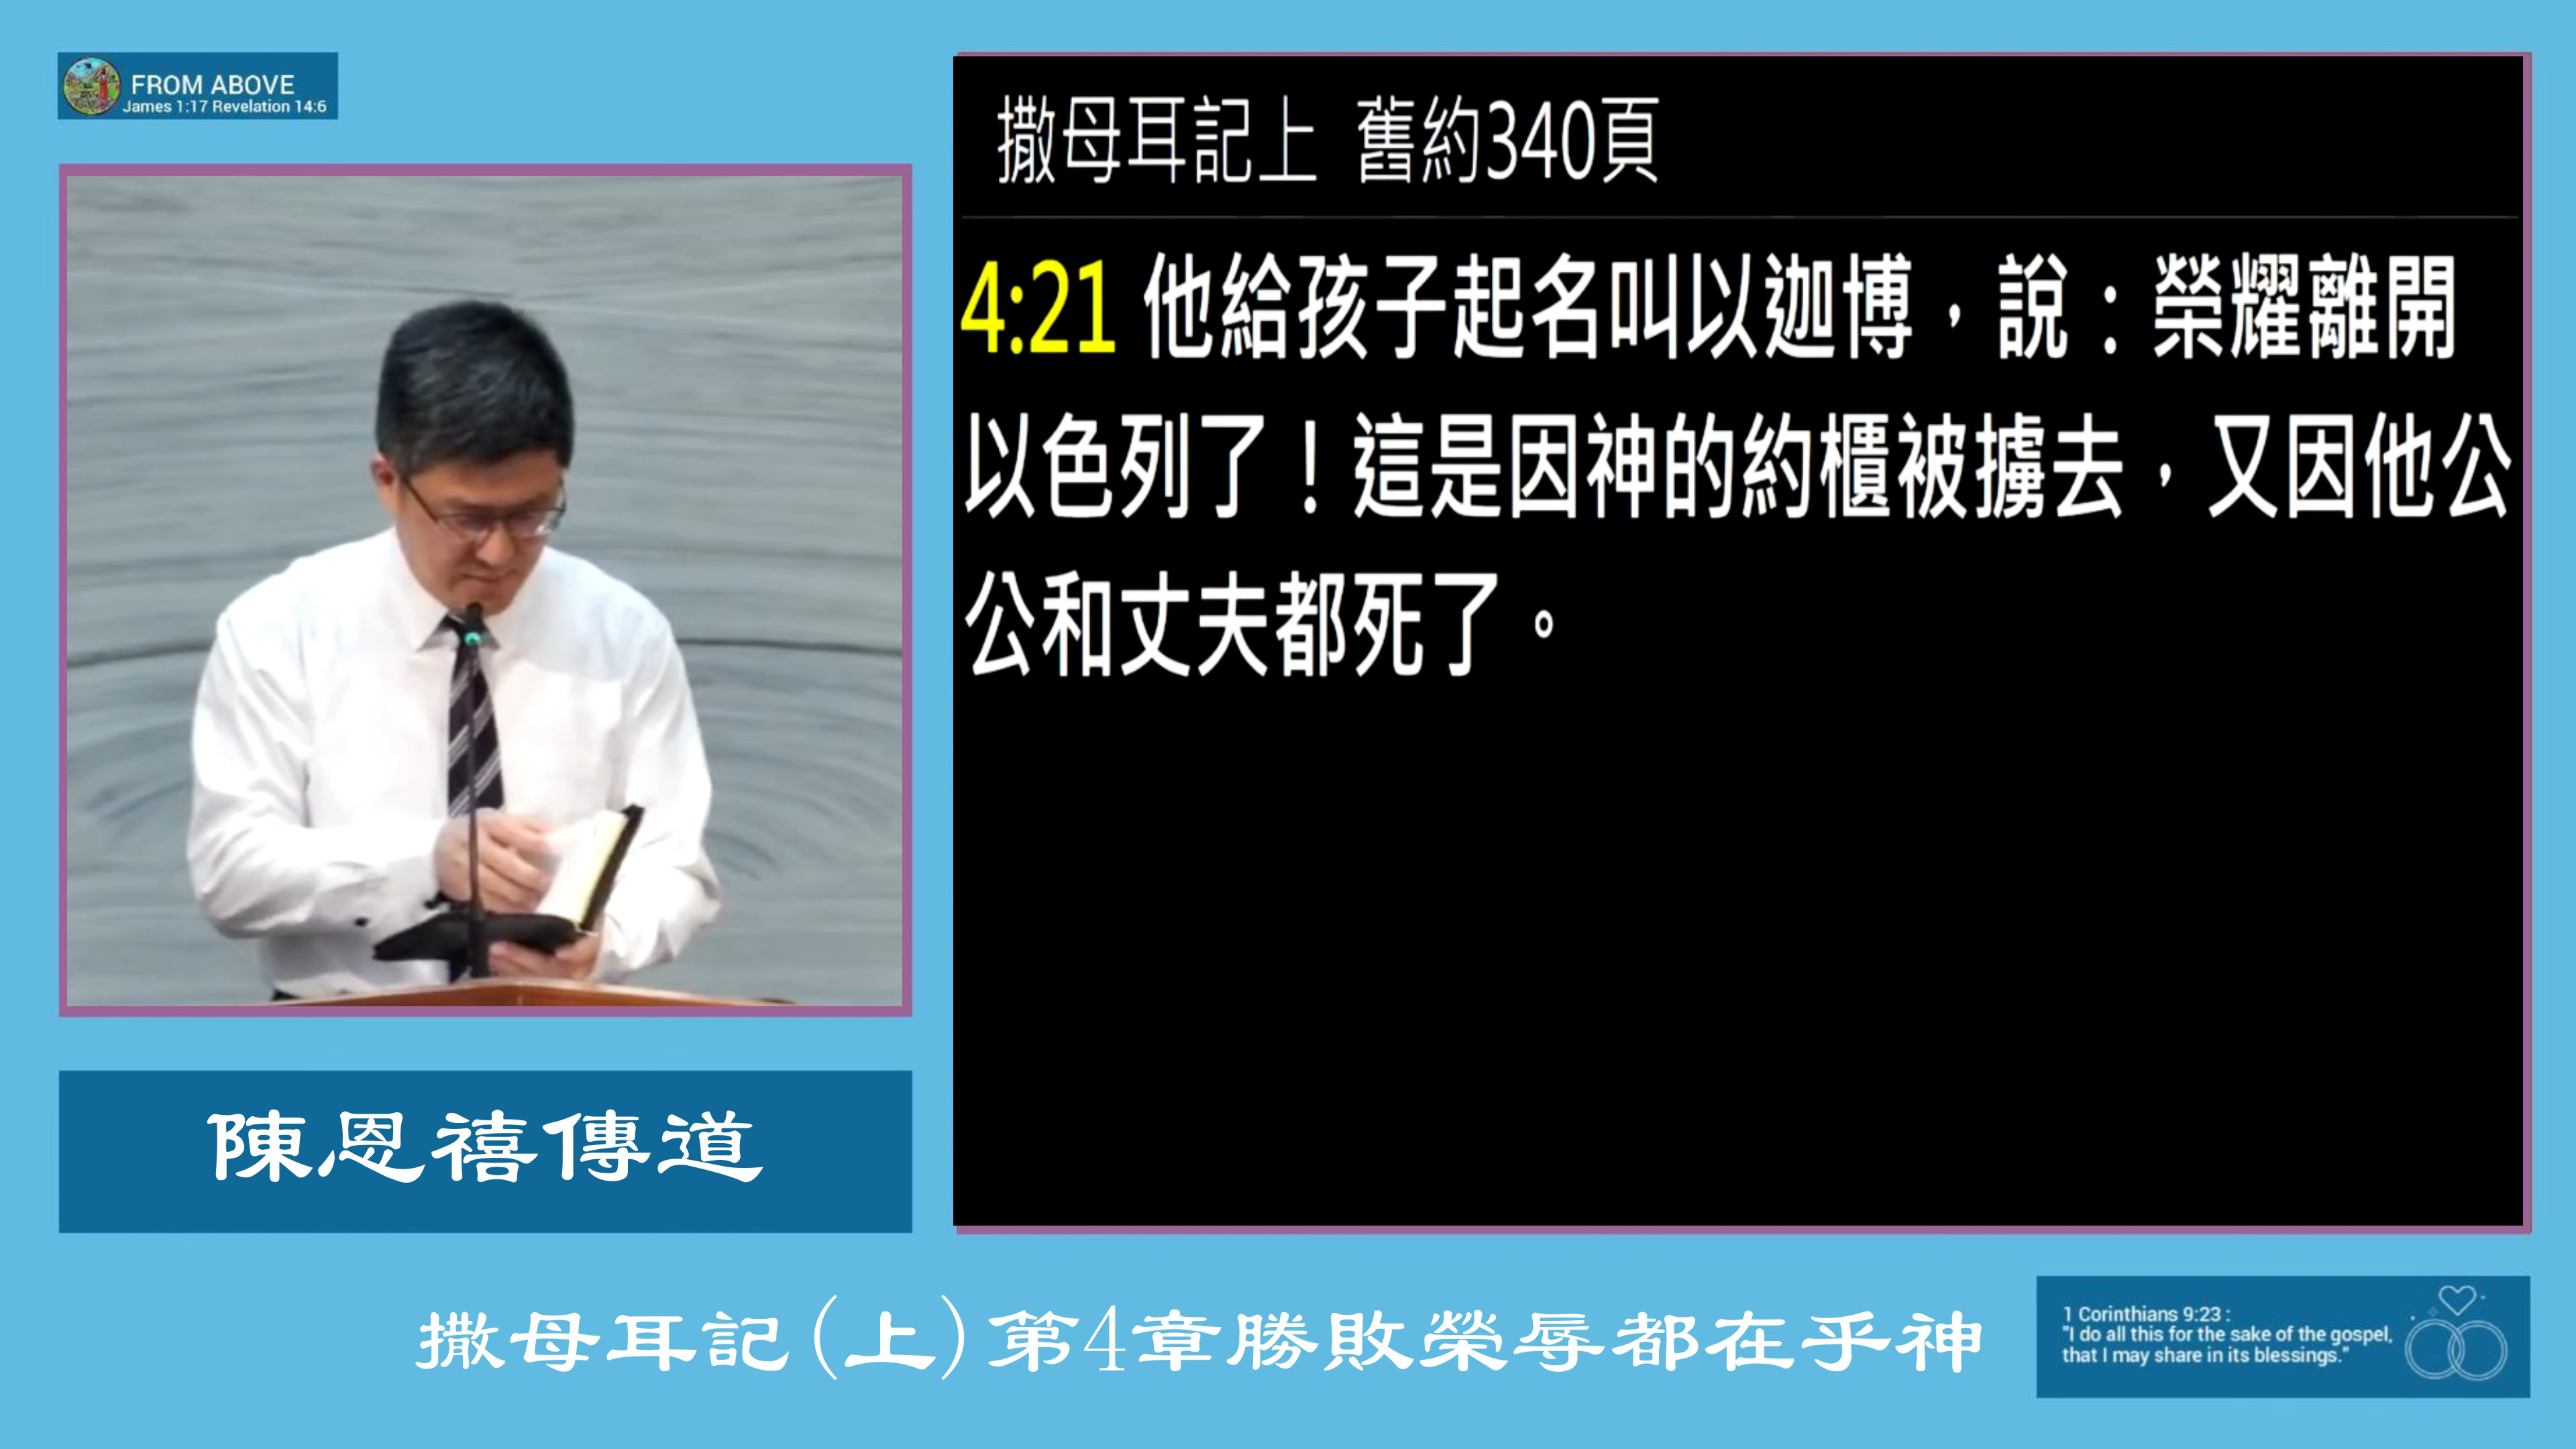 FROM ABOVE
James 1:17 Revelation 14:6
撒母耳記上 舊約340頁
4:21 他給孩子起名叫以迦博，說：榮耀離開
以色列了！這是因神的約櫃被擄去，又因他公
公和丈夫都死了。
陳恩禧傳道
撒母耳記(上)第4章勝敗榮辱都在乎神
1 Corinthians 9:23 :
"I do all this for the sake of the gospel,
that I may share in its blessings."